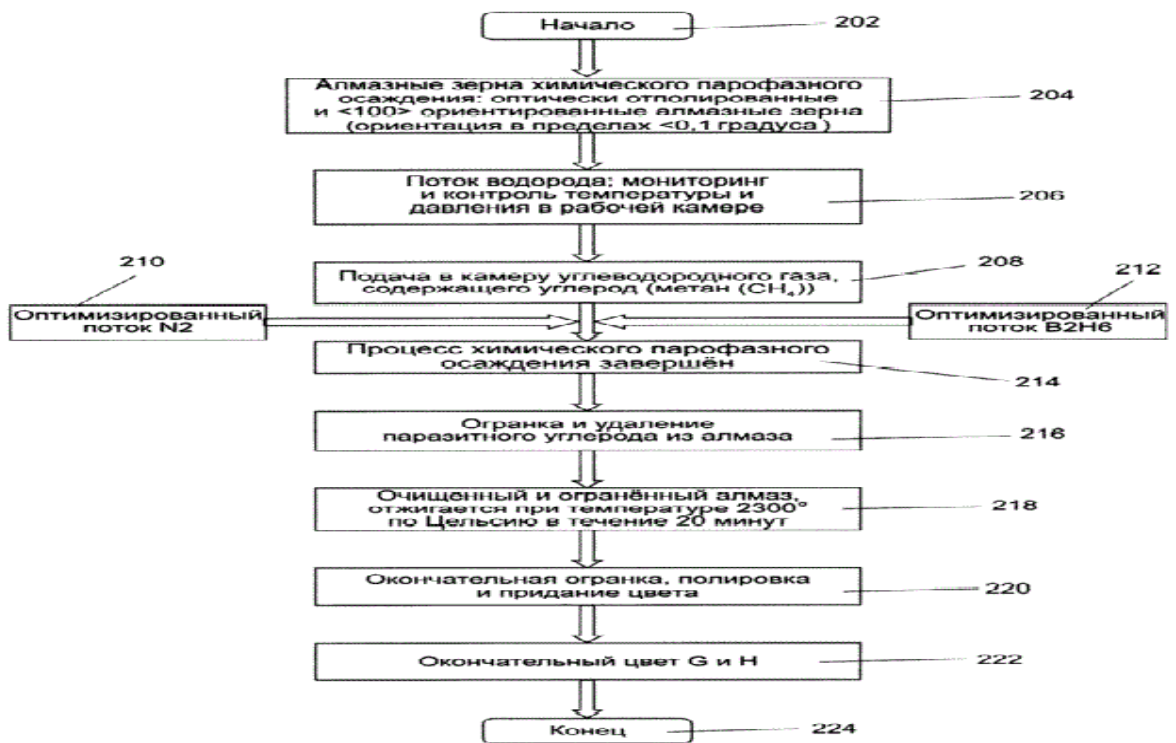 Начало
202
Алмазные зерна химического парофазного
осаждения: оптически отполированные
и <100> ориентированные алмазные зерна
(ориентация в пределах <0,1 градуса)
204
Поток водорода; мониторинг
и контроль температуры и
давления в рабочей камере
206
Подача в камеру углеводородного газа,
содержащего углерод (метан (CH₄))
208
210
Оптимизированный
поток N2
212
Оптимизированный
поток B2H6
Процесс химического парофазного
осаждения завершён
214
Огранка и удаление
паразитного углерода из алмаза
216
Очищенный и огранённый алмаз,
отжигается при температуре 2300°
по Цельсию в течение 20 минут
218
Окончательная огранка, полировка
и придание цвета
220
Окончательный цвет G и H
222
Конец
224